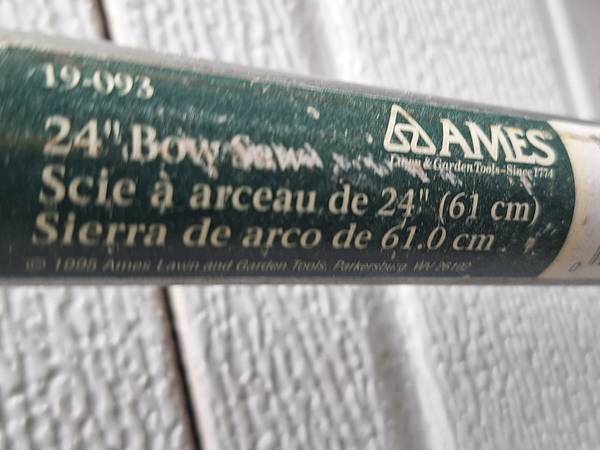 19-093
AMES
Lawn & Garden Tools-Since 1774
24" Bow Saw
Scie à arceau de 24" (61 cm)
Sierra de arco de 61.0 cm
© 1995 Ames Lawn and Garden Tools, Parkersburg, WV